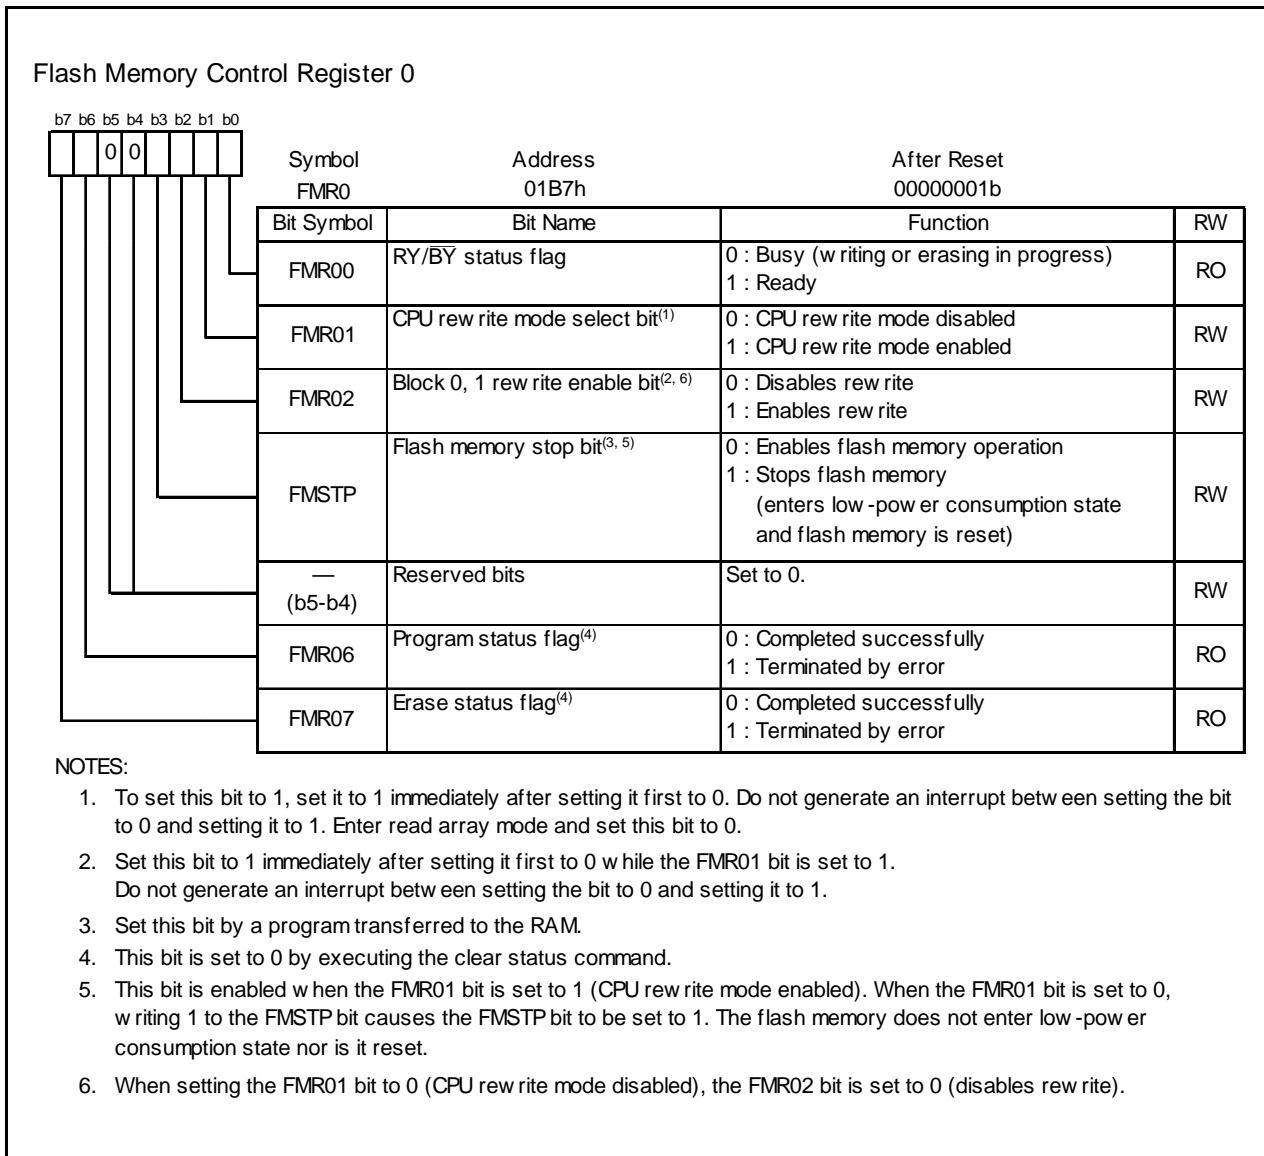 Flash Memory Control Register 0
b7 b6 b5 b4 b3 b2 b1 b0
0 0
Symbol Address After Reset
FMR0 01B7h 00000001b
Bit Symbol Bit Name Function RW
FMR00 RY/B̅Y̅ status flag 0 : Busy (writing or erasing in progress) RO
1 : Ready
FMR01 CPU rewrite mode select bit(1) 0 : CPU rewrite mode disabled RW
1 : CPU rewrite mode enabled
FMR02 Block 0, 1 rewrite enable bit(2, 6) 0 : Disables rewrite RW
1 : Enables rewrite
FMSTP Flash memory stop bit(3, 5) 0 : Enables flash memory operation RW
1 : Stops flash memory
(enters low-power consumption state
and flash memory is reset)
— Reserved bits Set to 0. RW
(b5-b4)
FMR06 Program status flag(4) 0 : Completed successfully RO
1 : Terminated by error
FMR07 Erase status flag(4) 0 : Completed successfully RO
1 : Terminated by error
NOTES:
1. To set this bit to 1, set it to 1 immediately after setting it first to 0. Do not generate an interrupt between setting the bit
to 0 and setting it to 1. Enter read array mode and set this bit to 0.
2. Set this bit to 1 immediately after setting it first to 0 while the FMR01 bit is set to 1.
Do not generate an interrupt between setting the bit to 0 and setting it to 1.
3. Set this bit by a program transferred to the RAM.
4. This bit is set to 0 by executing the clear status command.
5. This bit is enabled when the FMR01 bit is set to 1 (CPU rewrite mode enabled). When the FMR01 bit is set to 0,
writing 1 to the FMSTP bit causes the FMSTP bit to be set to 1. The flash memory does not enter low-power
consumption state nor is it reset.
6. When setting the FMR01 bit to 0 (CPU rewrite mode disabled), the FMR02 bit is set to 0 (disables rewrite).